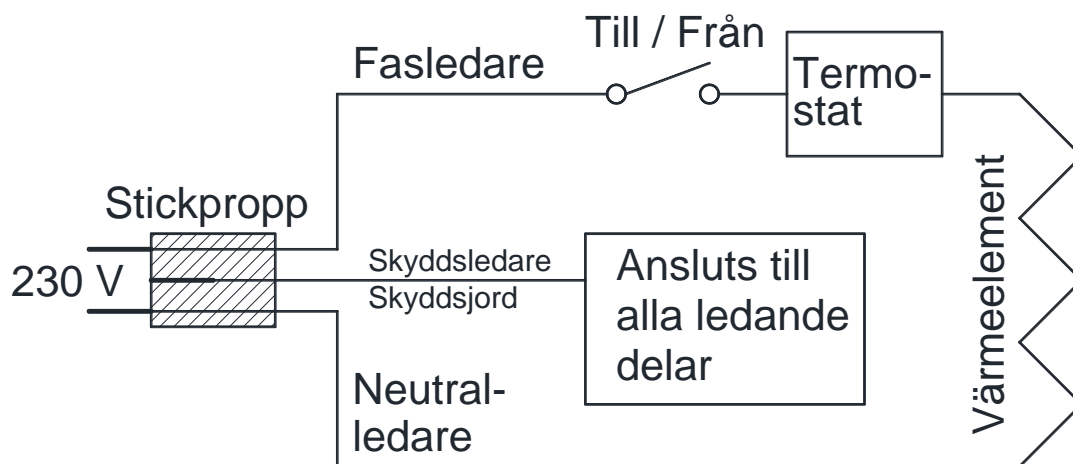 Till / Från
Fasledare
Termo-
stat
Stickpropp
230 V
Skyddsledare
Skyddsjord
Ansluts till
alla ledande
delar
Värmeelement
Neutral-
ledare